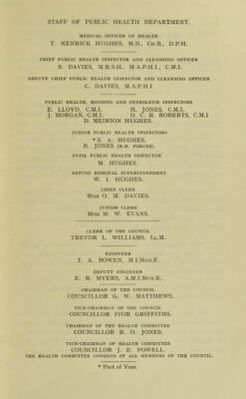 STAFF OF PUBLIC HEALTH DEPARTMENT.
MEDICAL OFFICER OF HEALTH
T. KENRICK HUGHES, M.B., CH.B., D.P.H.
CHIEF PUBLIC HEALTH INSPECTOR AND CLEANSING OFFICER
S. DAVIES, M.R.S.H., M.A.P.H.I., C.M.I.
DEPUTY CHIEF PUBLIC HEALTH INSPECTOR AND CLEANSING OFFICER
C. DAVIES, M.A.P.H.I
PUBLIC HEALTH, HOUSING AND PETROLEUM INSPECTORS
E. LLOYD, C.M.I. H. JONES, C.M.I.
J. MORGAN, C.M.I. O. C. R. ROBERTS, C.M.I
D. MEIRION HUGHES.
JUNIOR PUBLIC HEALTH INSPECTORS
* S. A. HUGHES.
B. JONES (H.M. FORCES).
PUPIL PUBLIC HEALTH INSPECTOR
M. HUGHES.
REFUSE REMOVAL SUPERINTENDENT
W. I. HUGHES.
CHIEF CLERK
MISS O. M. DAVIES.
JUNIOR CLERK
MISS M. W. EVANS.
CLERK OF THE COUNCIL
TREVOR L. WILLIAMS, LL.M.
ENGINEER
T. A. BOWEN, M.I.MUN.E.
DEPUTY ENGINEER
E. R. MYERS, A.M.I.MUN.E.
CHAIRMAN OF THE COUNCIL
COUNCILLOR G. W. MATTHEWS.
VICE-CHAIRMAN OF THE COUNCIL
COUNCILLOR IVOR GRIFFITHS.
CHAIRMAN OF THE HEALTH COMMITTEE
COUNCILLOR R. D. JONES.
VICE-CHAIRMAN OF HEALTH COMMITTEE
COUNCILLOR J. E. POWELL.
THE HEALTH COMMITTEE CONSISTS OF ALL MEMBERS OF THE COUNCIL.
* Part of Year.